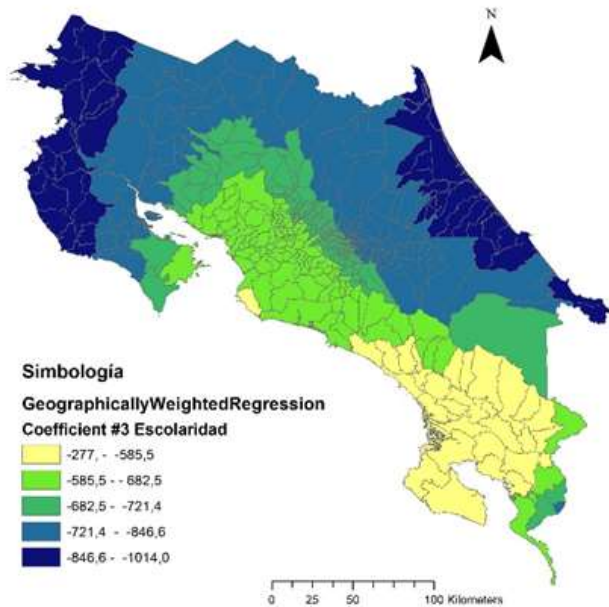 N
Simbología
GeographicallyWeightedRegression
Coefficient #3 Escolaridad
-277, - -585,5
-585,5 - -682,5
-682,5 - -721,4
-721,4 - -846,6
-846,6 - -1014,0
0 25 50 100 Kilometers